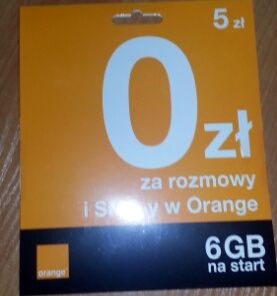 5 zł
0 zł
za rozmowy
i w Orange
6GB
na start
orange